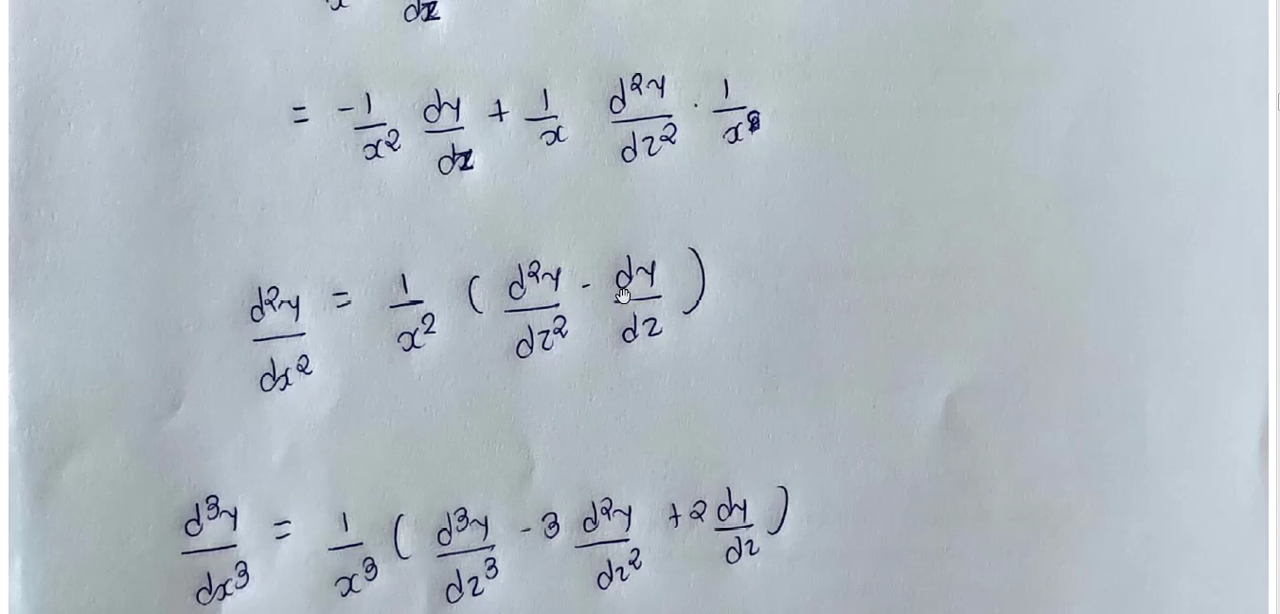 dz
= -1/x² dy/dz + 1/x d²y/dz² · 1/x
d²y/dx² = 1/x² ( d²y/dz² - dy/dz )
d³y/dx³ = 1/x³ ( d³y/dz³ - 3 d²y/dz² + 2 dy/dz )